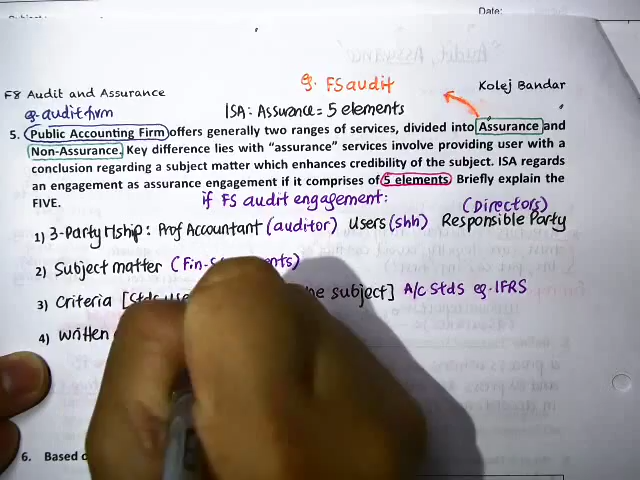 Date:
eg. FS audit
F8 Audit and Assurance Kolej Bandar
eg. audit firm ISA: Assurance = 5 elements
5. Public Accounting Firm offers generally two ranges of services, divided into Assurance and
Non-Assurance. Key difference lies with "assurance" services involve providing user with a
conclusion regarding a subject matter which enhances credibility of the subject. ISA regards
an engagement as assurance engagement if it comprises of 5 elements. Briefly explain the
FIVE. if FS audit engagement: (Directors)
1) 3-Party r/ship: Prof Accountant (auditor) Users (shh) Responsible Party
2) Subject matter
3) Criteria the subject] A/c Stds eg. IFRS
4) Written
6. Based